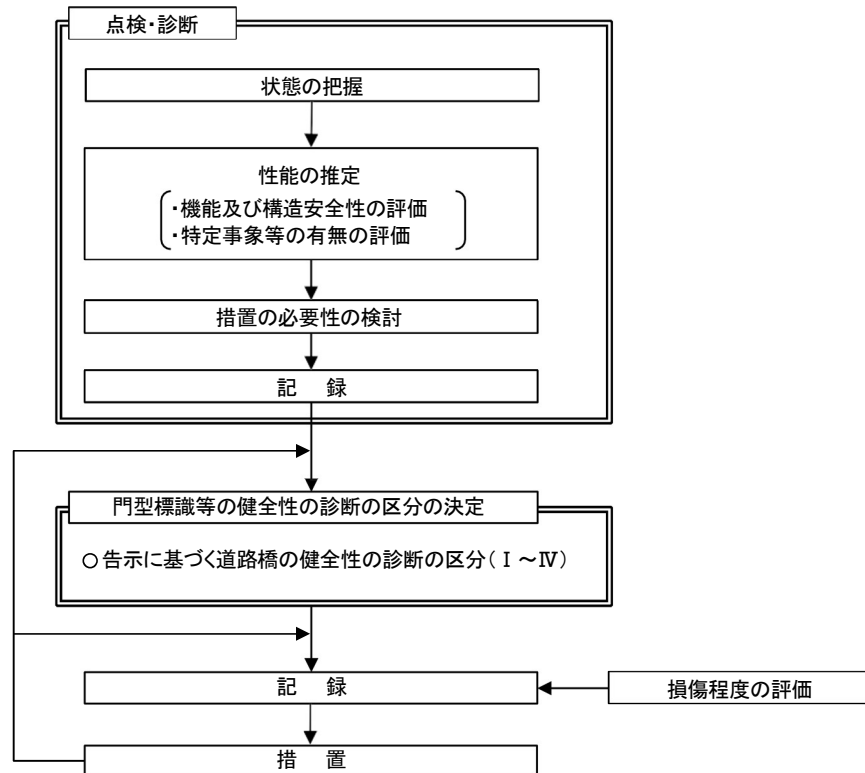 点検・診断
状態の把握
性能の推定
・機能及び構造安全性の評価
・特定事象等の有無の評価
措置の必要性の検討
記 録
門型標識等の健全性の診断の区分の決定
○告示に基づく道路橋の健全性の診断の区分(Ⅰ～Ⅳ)
記 録
損傷程度の評価
措 置